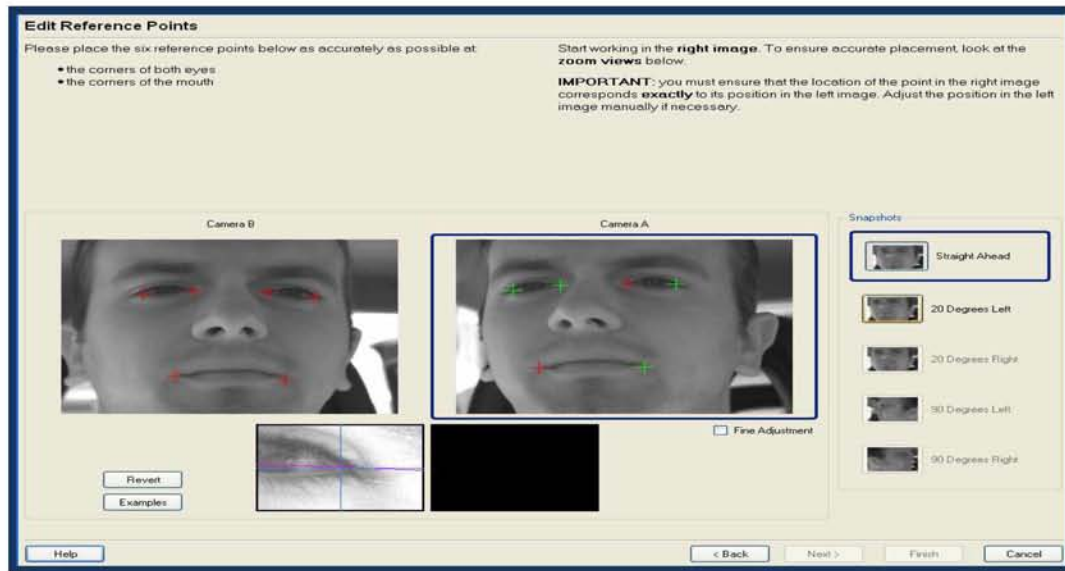 Edit Reference Points
Please place the six reference points below as accurately as possible at
• the corners of both eyes
• the corners of the mouth
Start working in the right image. To ensure accurate placement, look at the
zoom views below.
IMPORTANT: you must ensure that the location of the point in the right image
corresponds exactly to its position in the left image. Adjust the position in the left
image manually if necessary.
Camera B
Camera A
Snapshots
Straight Ahead
20 Degrees Left
20 Degrees Right
90 Degrees Left
90 Degrees Right
Fine Adjustment
Revert
Examples
Help
< Back
Next >
Finish
Cancel